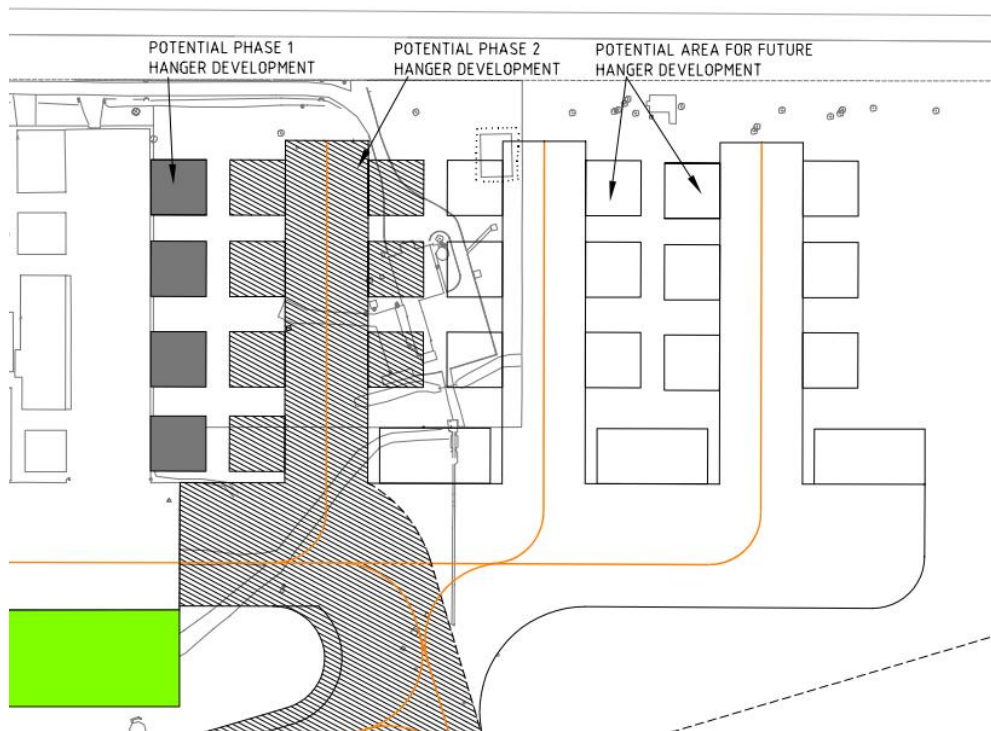 POTENTIAL PHASE 1
HANGER DEVELOPMENT
POTENTIAL PHASE 2
HANGER DEVELOPMENT
POTENTIAL AREA FOR FUTURE
HANGER DEVELOPMENT